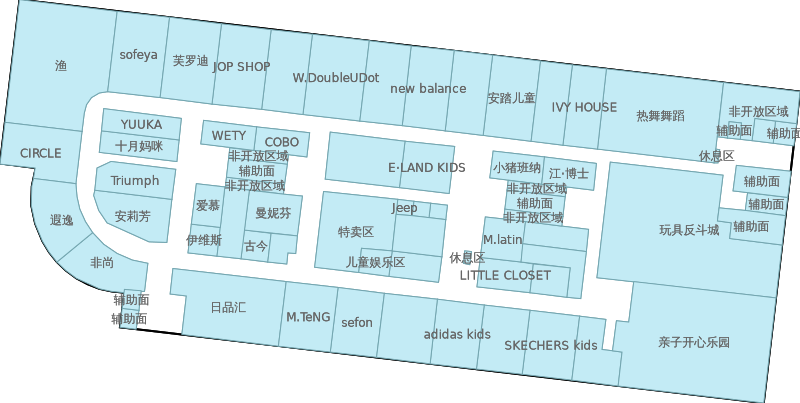 渔
sofeya
芙罗迪
JOP SHOP
W.DoubleUDot
new balance
安踏儿童
IVY HOUSE
热舞舞蹈
非开放区域
辅助面
辅助面
休息区
CIRCLE
YUUKA
十月妈咪
WETY
COBO
非开放区域
辅助面
非开放区域
E·LAND KIDS
小猪班纳
江·博士
非开放区域
辅助面
非开放区域
辅助面
辅助面
辅助面
Triumph
安莉芳
爱慕
曼妮芬
伊维斯
古今
Jeep
特卖区
儿童娱乐区
M.latin
休息区
LITTLE CLOSET
玩具反斗城
遐逸
非尚
辅助面
辅助面
日品汇
M.TeNG
sefon
adidas kids
SKECHERS kids
亲子开心乐园